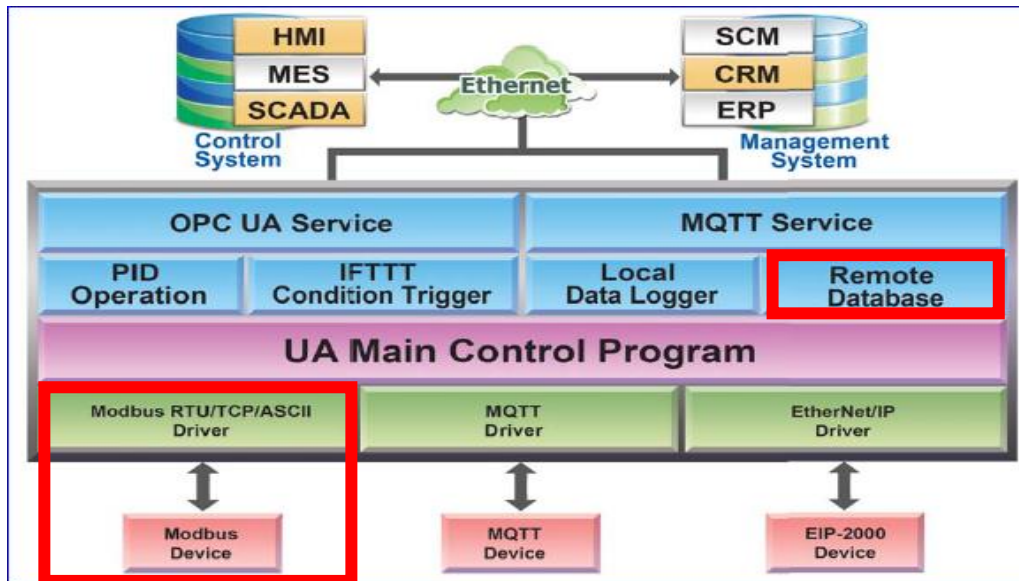 HMI
MES
SCADA
Control
System
Ethernet
SCM
CRM
ERP
Management
System
OPC UA Service
MQTT Service
PID
Operation
IFTTT
Condition Trigger
Local
Data Logger
Remote
Database
UA Main Control Program
Modbus RTU/TCP/ASCII
Driver
MQTT
Driver
EtherNet/IP
Driver
Modbus
Device
MQTT
Device
EIP-2000
Device